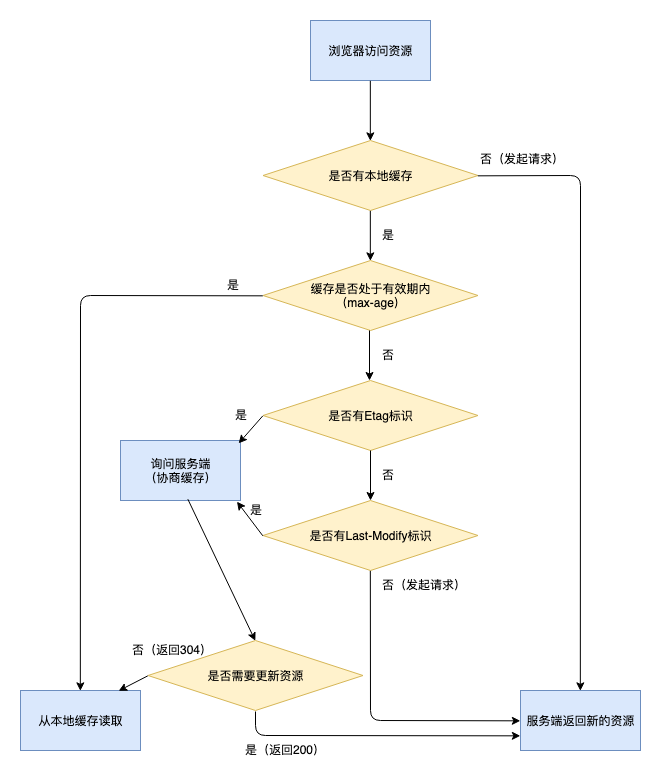 浏览器访问资源
否（发起请求）
是否有本地缓存
是
是
缓存是否处于有效期内
（max-age）
否
是
是否有Etag标识
询问服务端
（协商缓存）
否
是
是否有Last-Modify标识
否（发起请求）
否（返回304）
是否需要更新资源
从本地缓存读取
服务端返回新的资源
是（返回200）